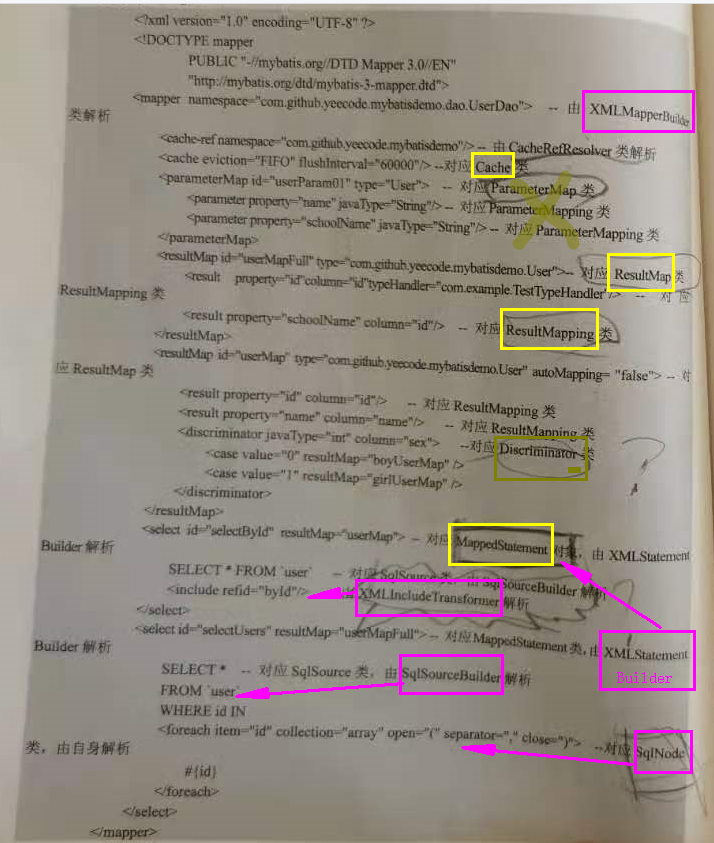 <?xml version="1.0" encoding="UTF-8" ?>
<!DOCTYPE mapper
PUBLIC "-//mybatis.org//DTD Mapper 3.0//EN"
"http://mybatis.org/dtd/mybatis-3-mapper.dtd">
<mapper namespace="com.github.yeecode.mybatisdemo.dao.UserDao"> -- 由 XMLMapperBuilder
类解析
<cache-ref namespace="com.github.yeecode.mybatisdemo"/> -- 由 CacheRefResolver 类解析
<cache eviction="FIFO" flushInterval="60000"/> --对应 Cache 类
<parameterMap id="userParam01" type="User"> -- 对应 ParameterMap 类
<parameter property="name" javaType="String"/> -- 对应 ParameterMapping 类
<parameter property="schoolName" javaType="String"/> -- 对应 ParameterMapping 类
</parameterMap>
<resultMap id="userMapFull" type="com.github.yeecode.mybatisdemo.User">-- 对应 ResultMap 类
<result property="id"column="id"typeHandler="com.example.TestTypeHandler"/> -- 对应
ResultMapping 类
<result property="schoolName" column="id"/> -- 对应 ResultMapping 类
</resultMap>
<resultMap id="userMap" type="com.github.yeecode.mybatisdemo.User" autoMapping= "false"> -- 对
应 ResultMap 类
<result property="id" column="id"/> -- 对应 ResultMapping 类
<result property="name" column="name"/> -- 对应 ResultMapping 类
<discriminator javaType="int" column="sex"> --对应 Discriminator 类
<case value="0" resultMap="boyUserMap" />
<case value="1" resultMap="girlUserMap" />
</discriminator>
</resultMap>
<select id="selectById" resultMap="userMap"> -- 对应 MappedStatement 对象，由 XMLStatement
Builder 解析
SELECT * FROM `user` -- 对应 SqlSource 类，由 SqlSourceBuilder 解析
<include refid="byId"/> 由 XMLIncludeTransformer 解析
</select>
<select id="selectUsers" resultMap="userMapFull"> -- 对应 MappedStatement 类，由 XMLStatement
Builder
Builder 解析
SELECT * -- 对应 SqlSource 类，由 SqlSourceBuilder 解析
FROM `user`
WHERE id IN
<foreach item="id" collection="array" open="(" separator="," close=")"> --对应 SqlNode
类，由自身解析
#{id}
</foreach>
</select>
</mapper>